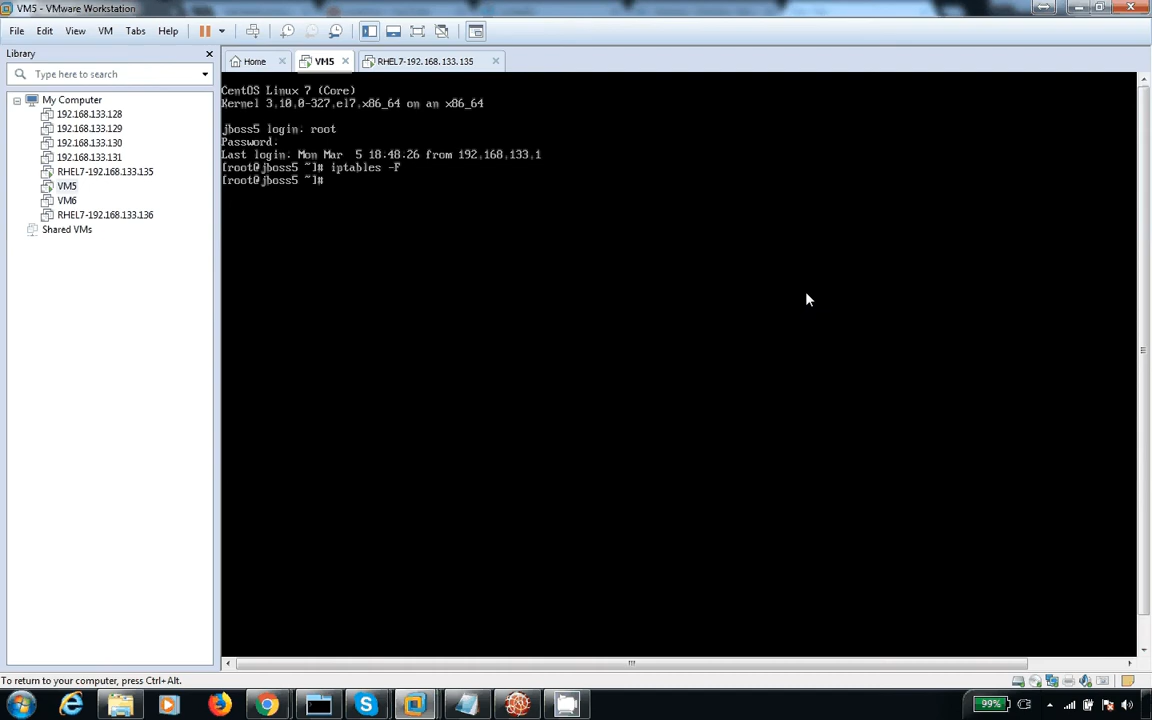 VM5 - VMware Workstation
File Edit View VM Tabs Help
Library
Type here to search
My Computer
192.168.133.128
192.168.133.129
192.168.133.130
192.168.133.131
RHEL7-192.168.133.135
VM5
VM6
RHEL7-192.168.133.136
Shared VMs
Home VM5 RHEL7-192.168.133.135
CentOS Linux 7 (Core)
Kernel 3.10.0-327.el7.x86_64 on an x86_64
jboss5 login: root
Password:
Last login: Mon Mar 5 18:48:26 from 192.168.133.1
[root@jboss5 ~]# iptables -F
[root@jboss5 ~]#
To return to your computer, press Ctrl+Alt.
99%